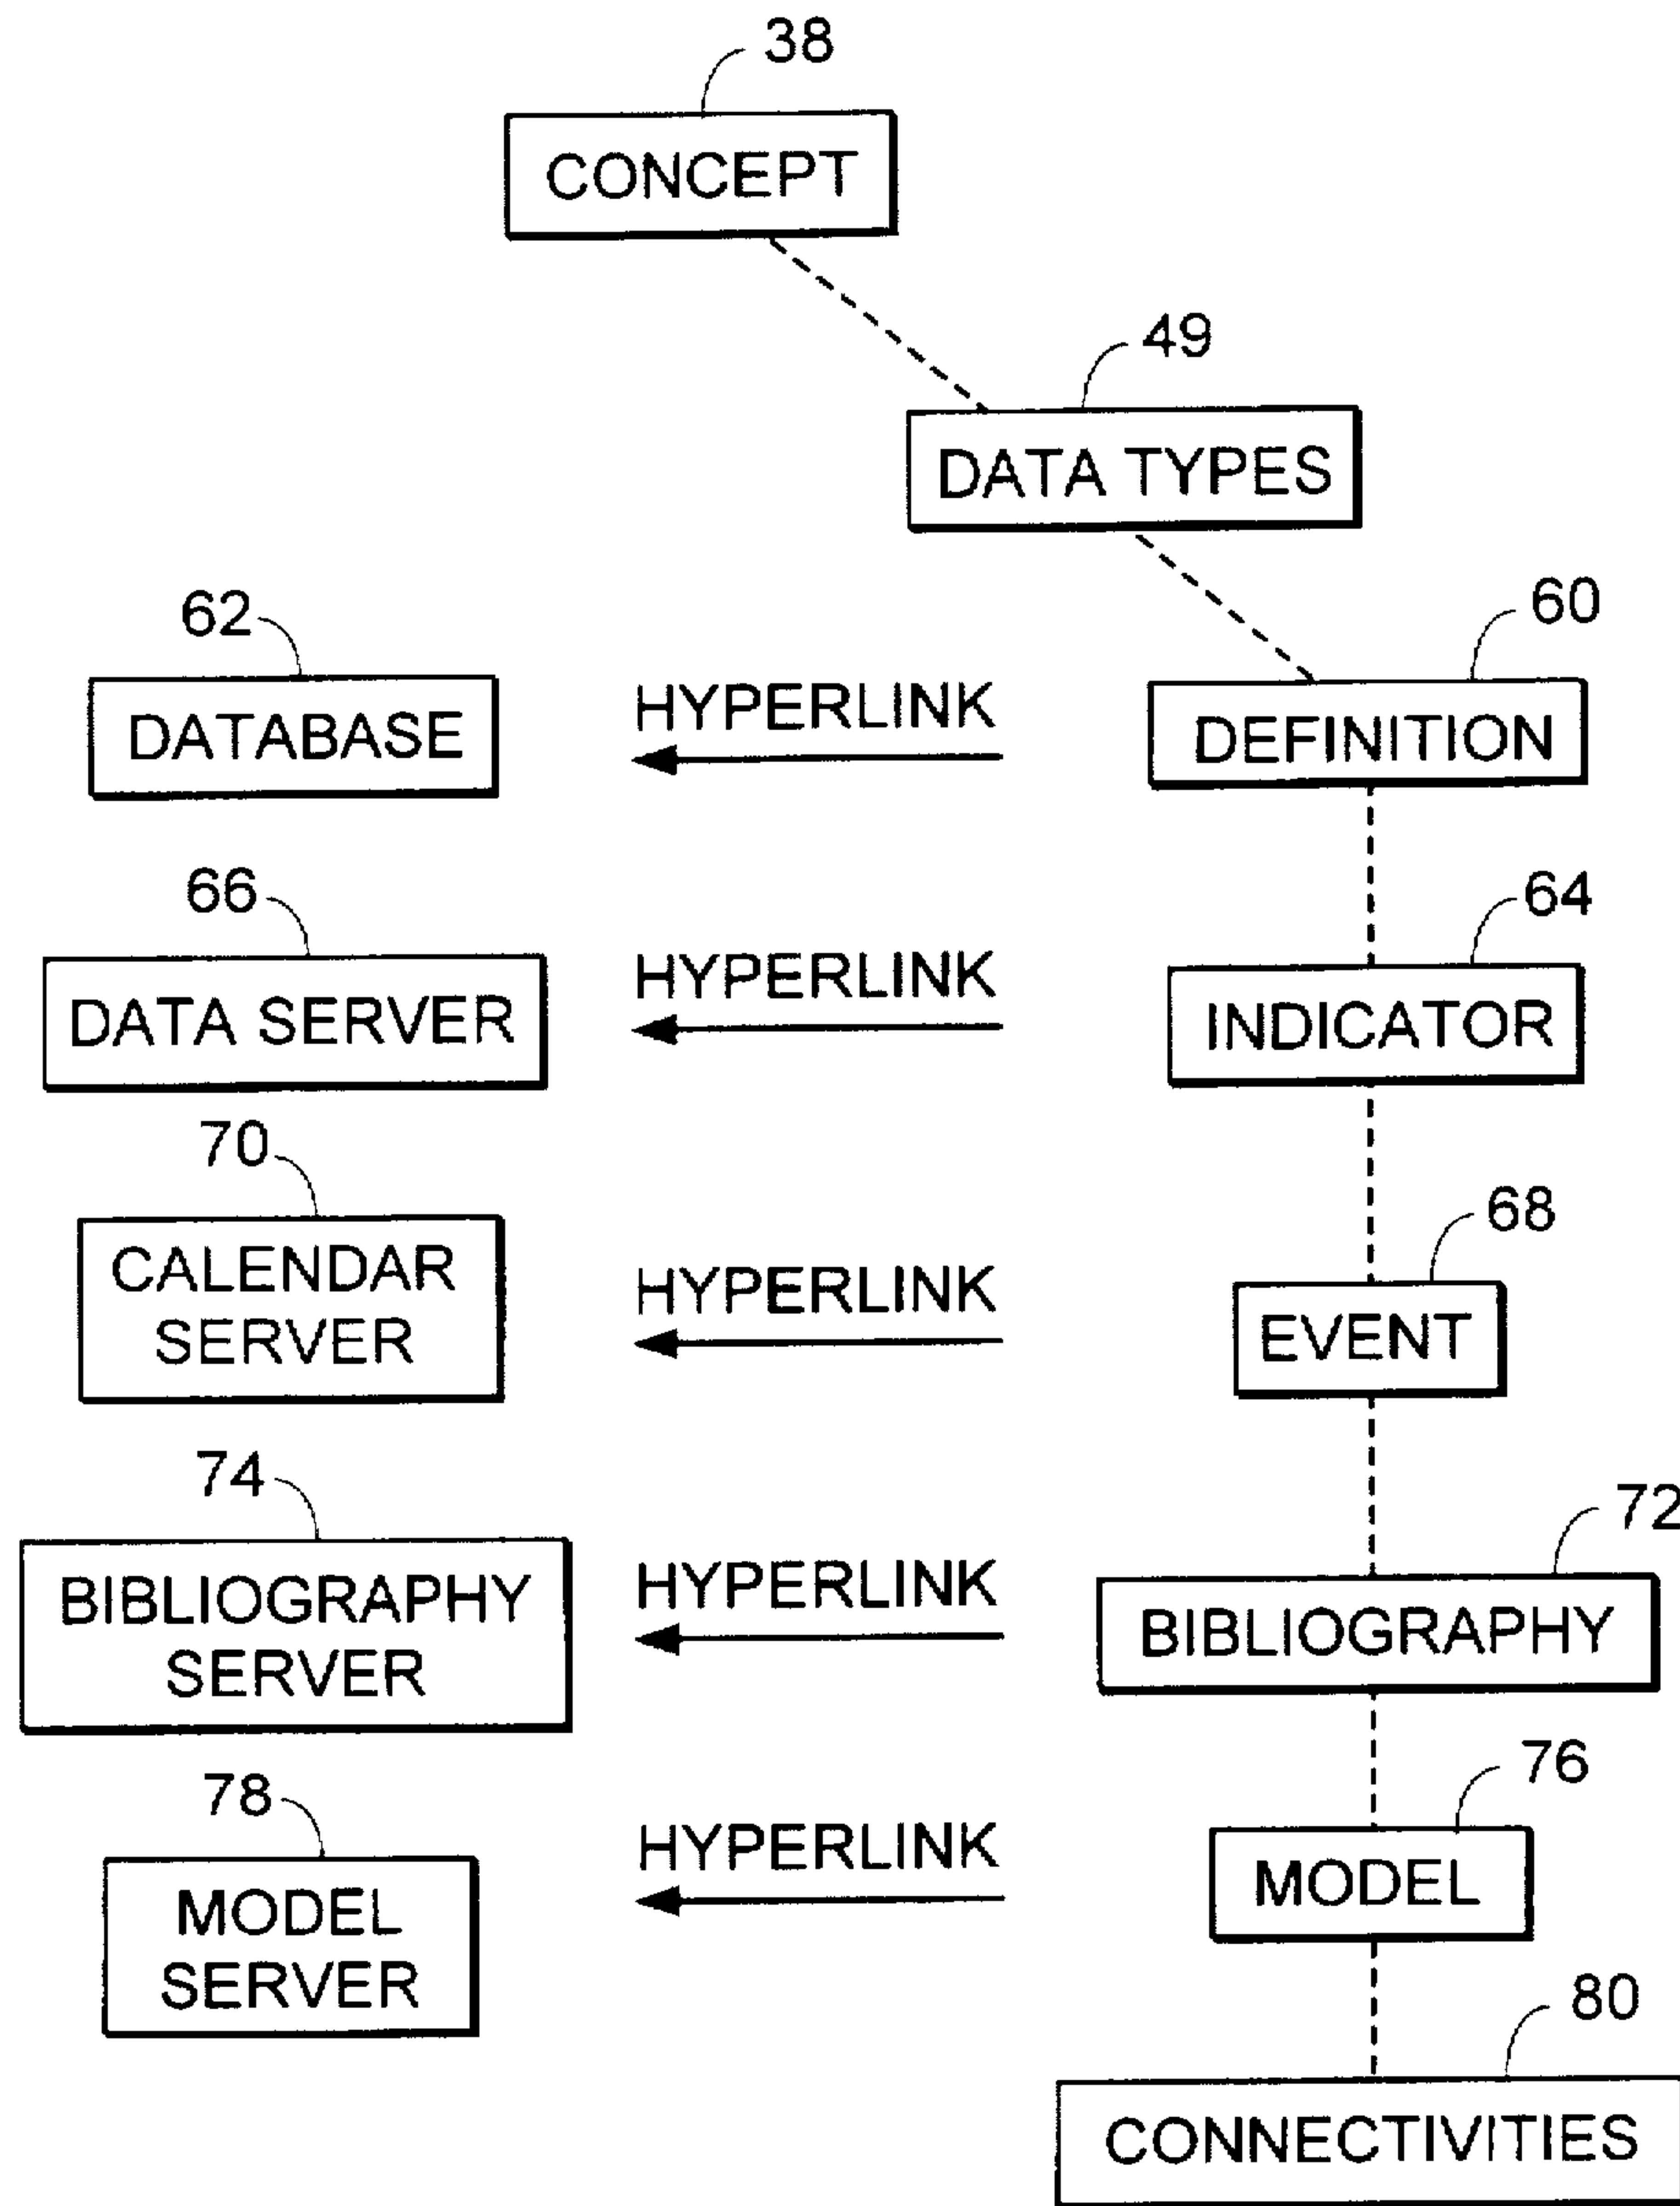 38
CONCEPT
49
DATA TYPES
62
60
DATABASE
HYPERLINK
DEFINITION
66
64
DATA SERVER
HYPERLINK
INDICATOR
70
68
CALENDAR
SERVER
HYPERLINK
EVENT
74
72
BIBLIOGRAPHY
SERVER
HYPERLINK
BIBLIOGRAPHY
78
76
MODEL
SERVER
HYPERLINK
MODEL
80
CONNECTIVITIES